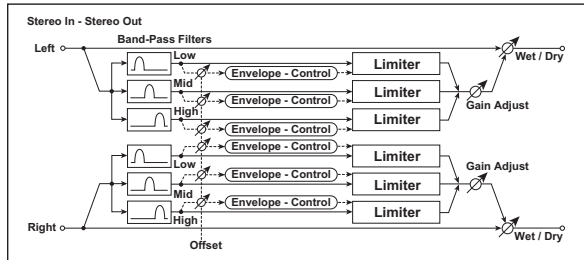 Stereo In - Stereo Out
Band-Pass Filters
Left
Low
Limiter
Wet / Dry
Envelope - Control
Mid
Limiter
Envelope - Control
Gain Adjust
High
Limiter
Envelope - Control
Envelope - Control
Limiter
Gain Adjust
Low
Envelope - Control
Limiter
Mid
Envelope - Control
Limiter
High
Right
Wet / Dry
Offset